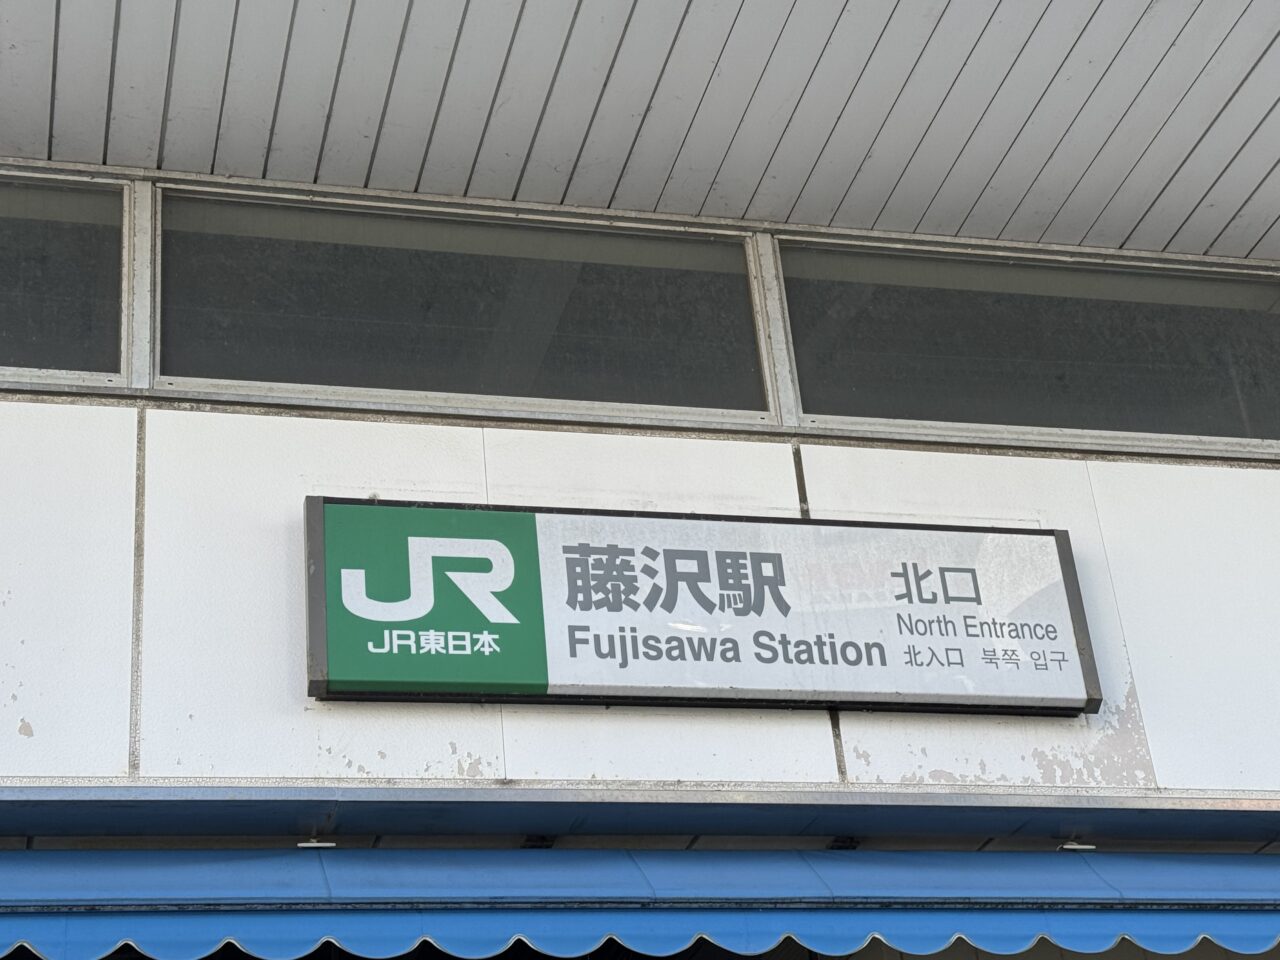 JR
JR東日本
藤沢駅
Fujisawa Station
北口
North Entrance
北入口 북쪽 입구